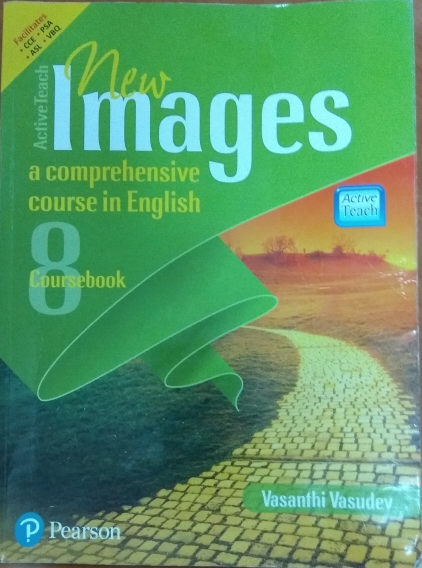 Facilitates
• CCE • PSA
• ASL • VBQ
ActiveTeach
New
Images
a comprehensive
course in English
Active
Teach
8
Coursebook
Vasanthi Vasudev
Pearson